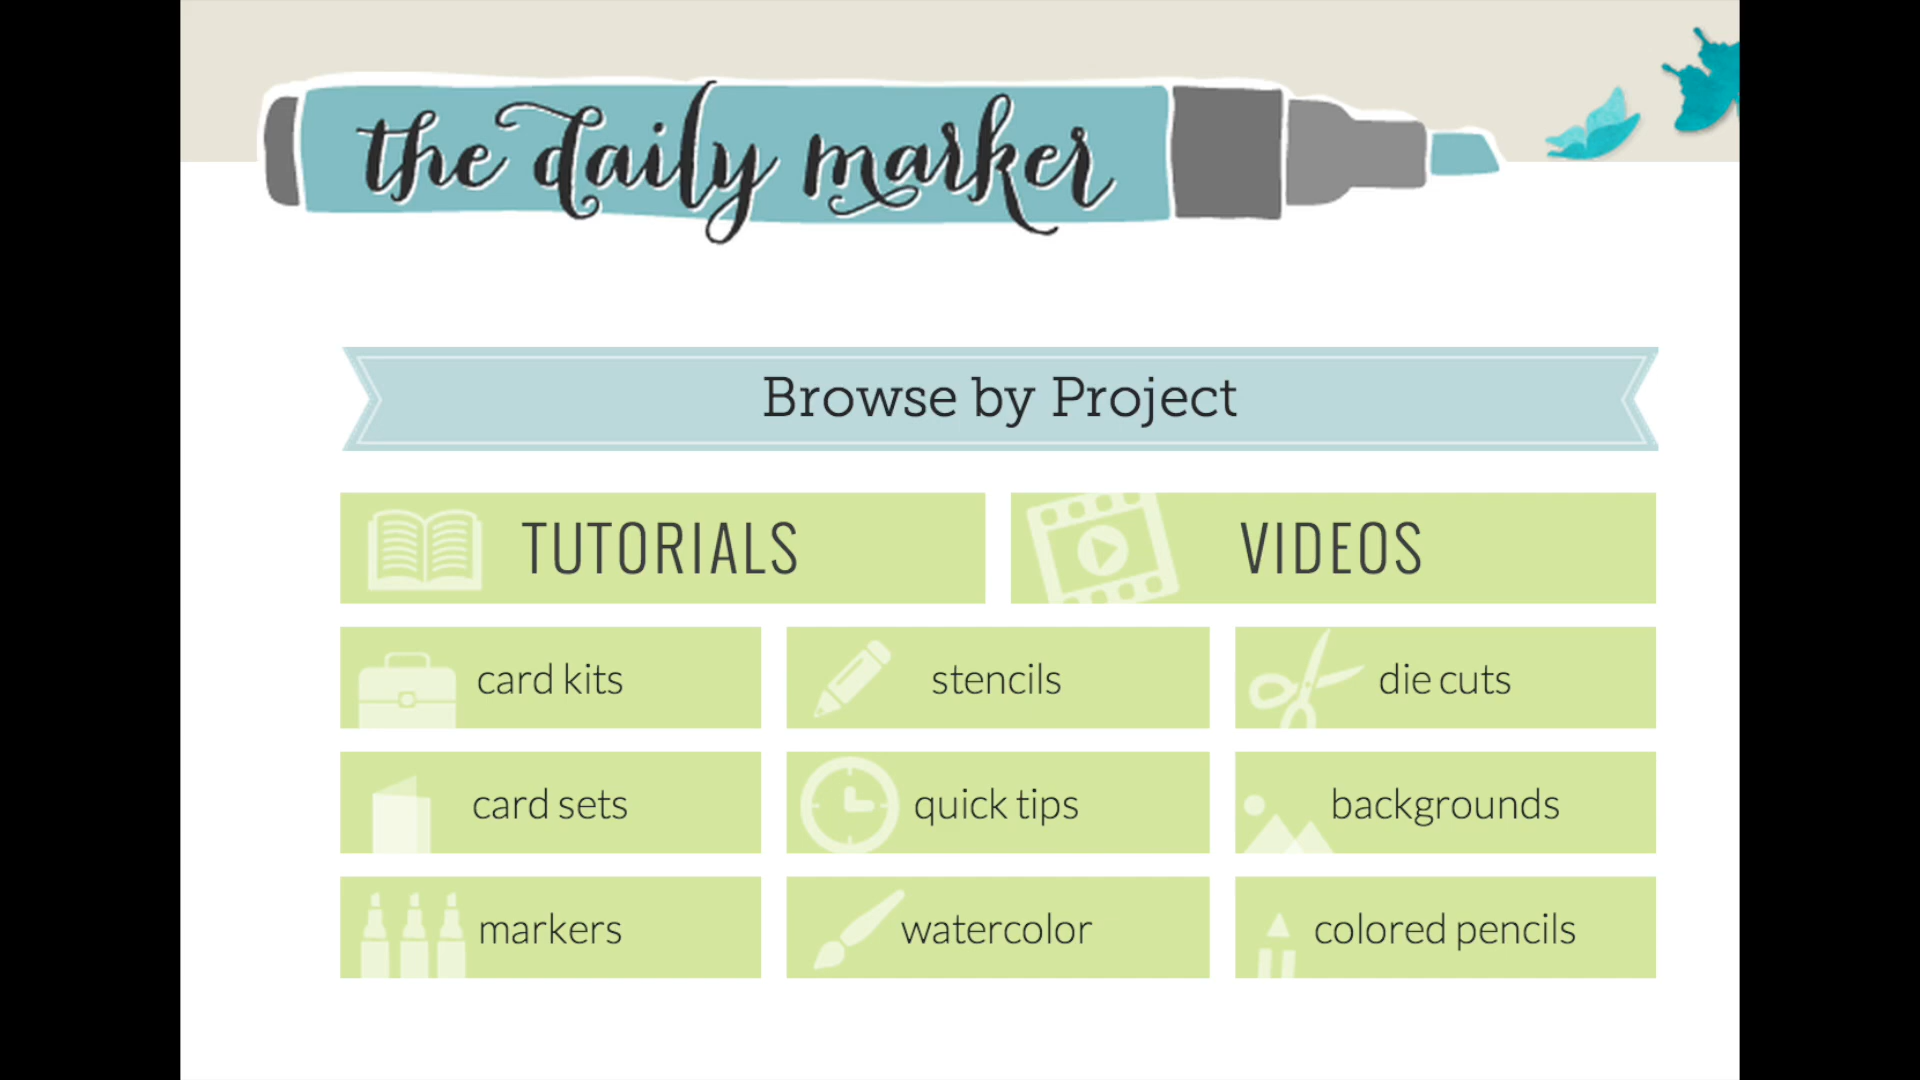 the daily marker
Browse by Project
TUTORIALS
VIDEOS
card kits
stencils
die cuts
card sets
quick tips
backgrounds
markers
watercolor
colored pencils